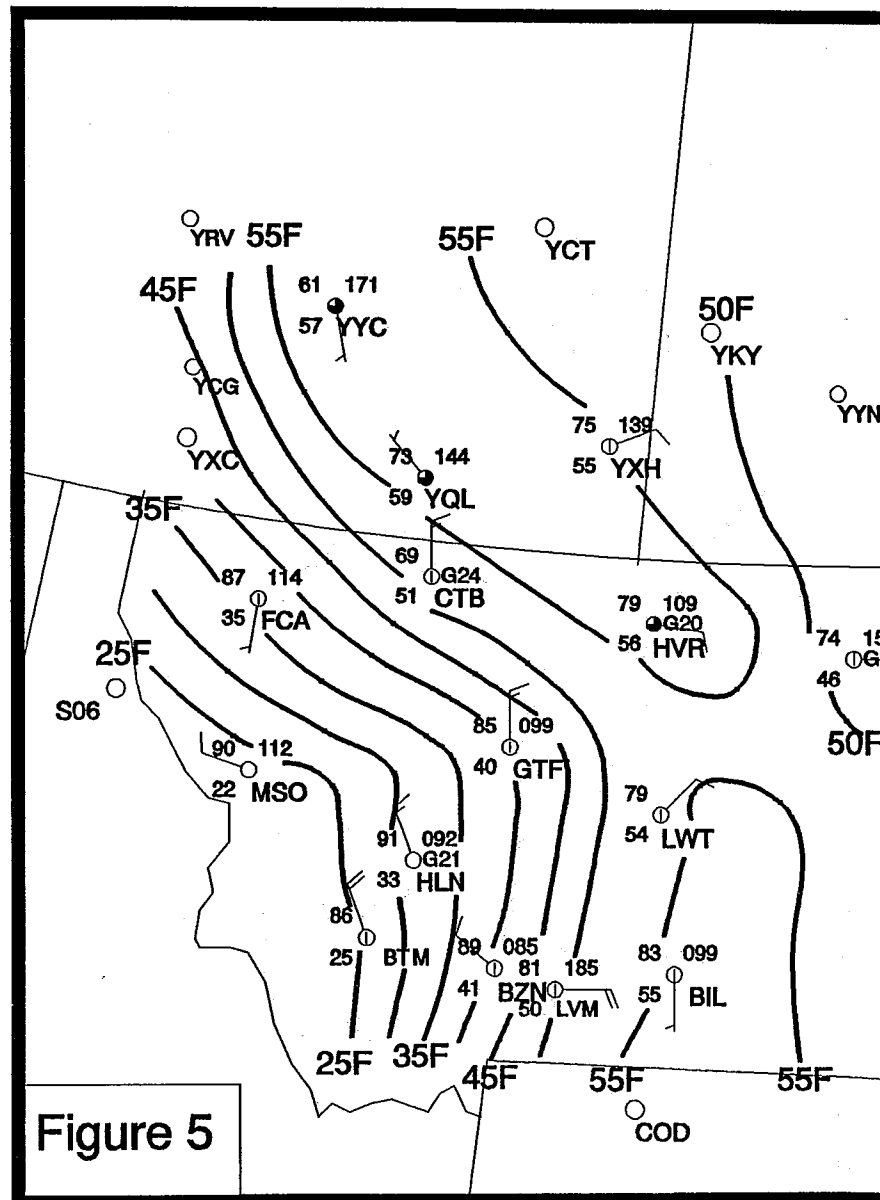 YRV 55F
55F
YCT
45F
61 171
57 YYC
50F
YKY
YCG
YYN
YXC
75 139
55 YXH
73 144
59 YQL
35F
69
G24
51 CTB
87 114
35 FCA
79 109
G20
56 HVR
74 15
G
46
25F
S06
50F
85 099
40 GTF
90 112
22 MSO
79
54 LWT
91 092
G21
33 HLN
86
25 BTM
89 085
41 BZN
81 185
50 LVM
83 099
55 BIL
25F 35F
45F 55F 55F
COD
Figure 5